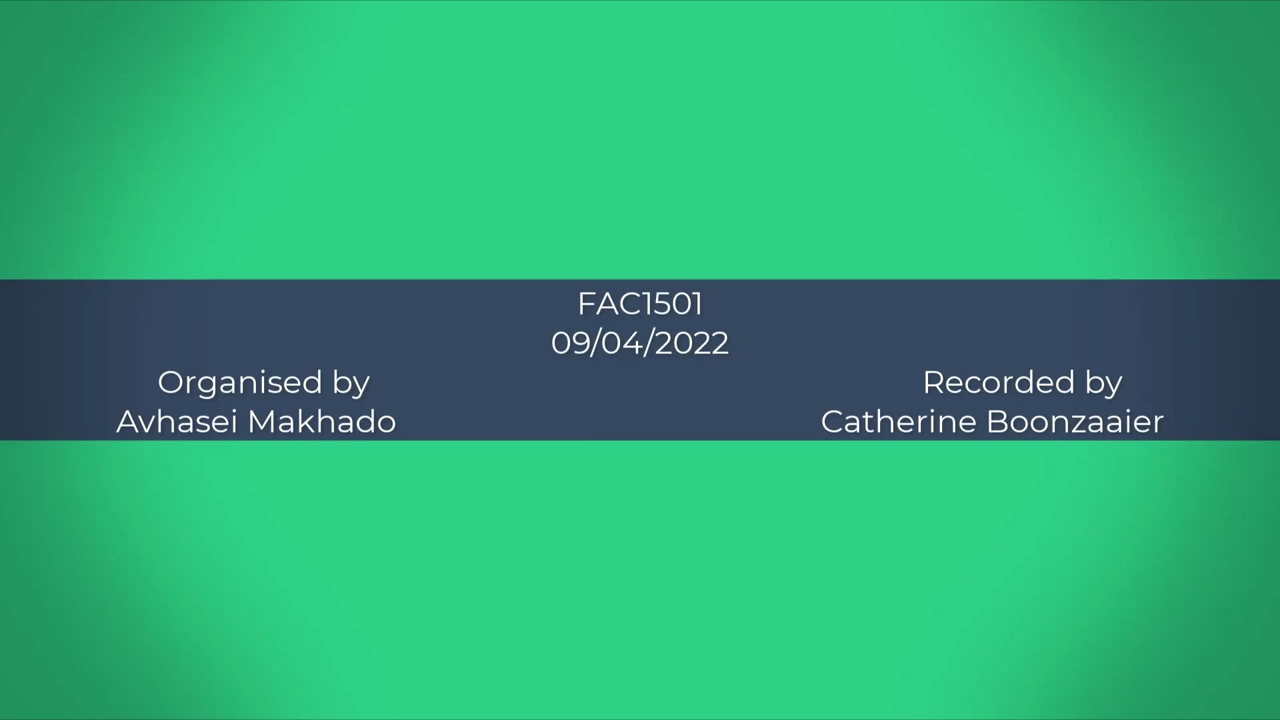 FAC1501
09/04/2022
Organised by
Avhasei Makhado
Recorded by
Catherine Boonzaaier